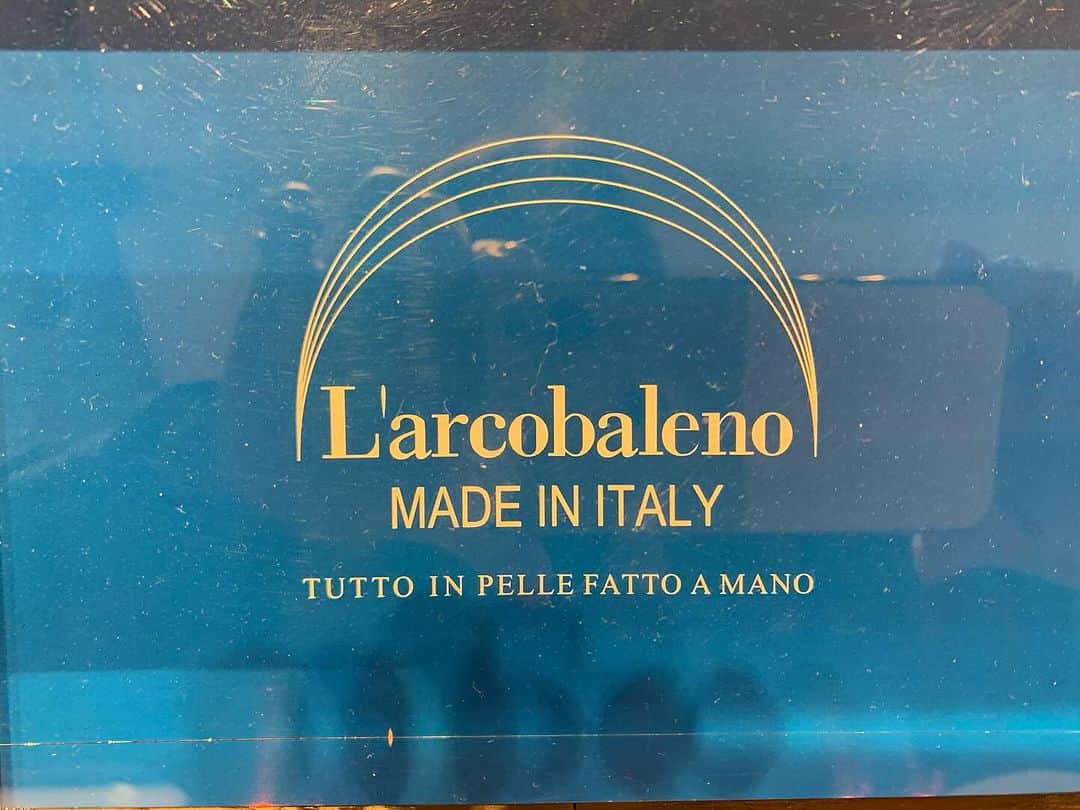 L'arcobaleno
MADE IN ITALY
TUTTO IN PELLE FATTO A MANO